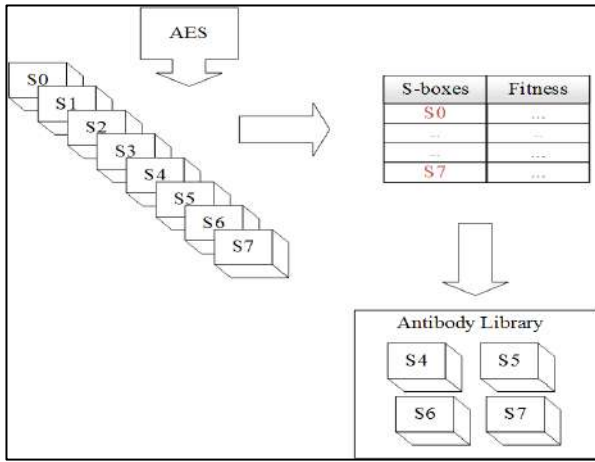 AES
S0
S1
S2
S3
S4
S5
S6
S7
S-boxes Fitness
S0 ...
... ...
... ...
S7 ...
Antibody Library
S4 S5
S6 S7